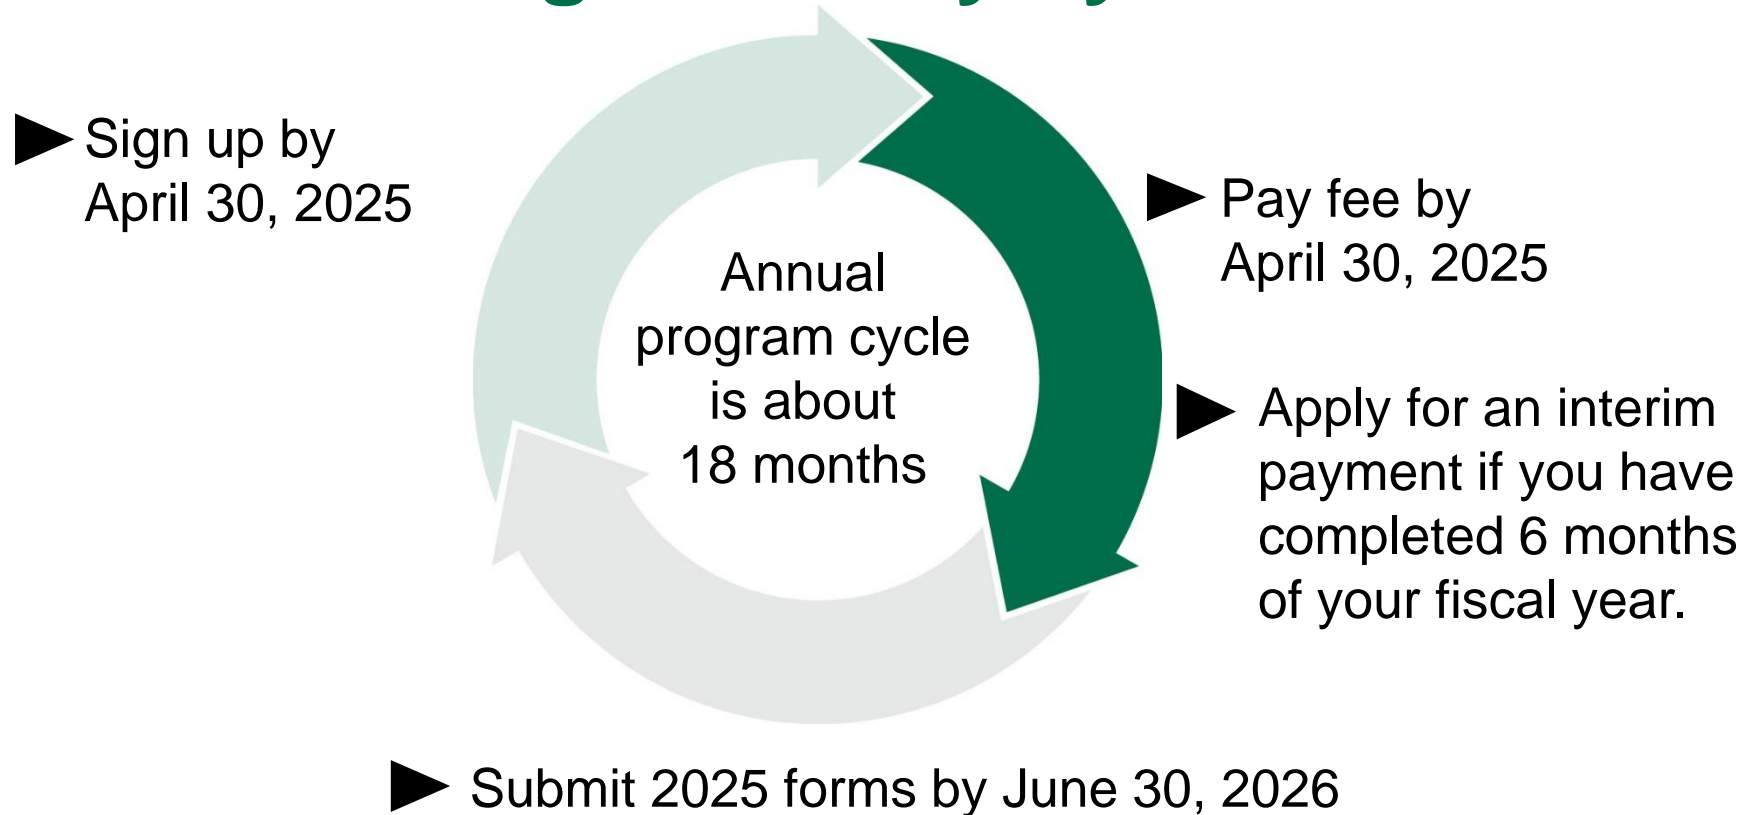 Sign up by
April 30, 2025
Pay fee by
April 30, 2025
Annual
program cycle
is about
18 months
Apply for an interim
payment if you have
completed 6 months
of your fiscal year.
Submit 2025 forms by June 30, 2026